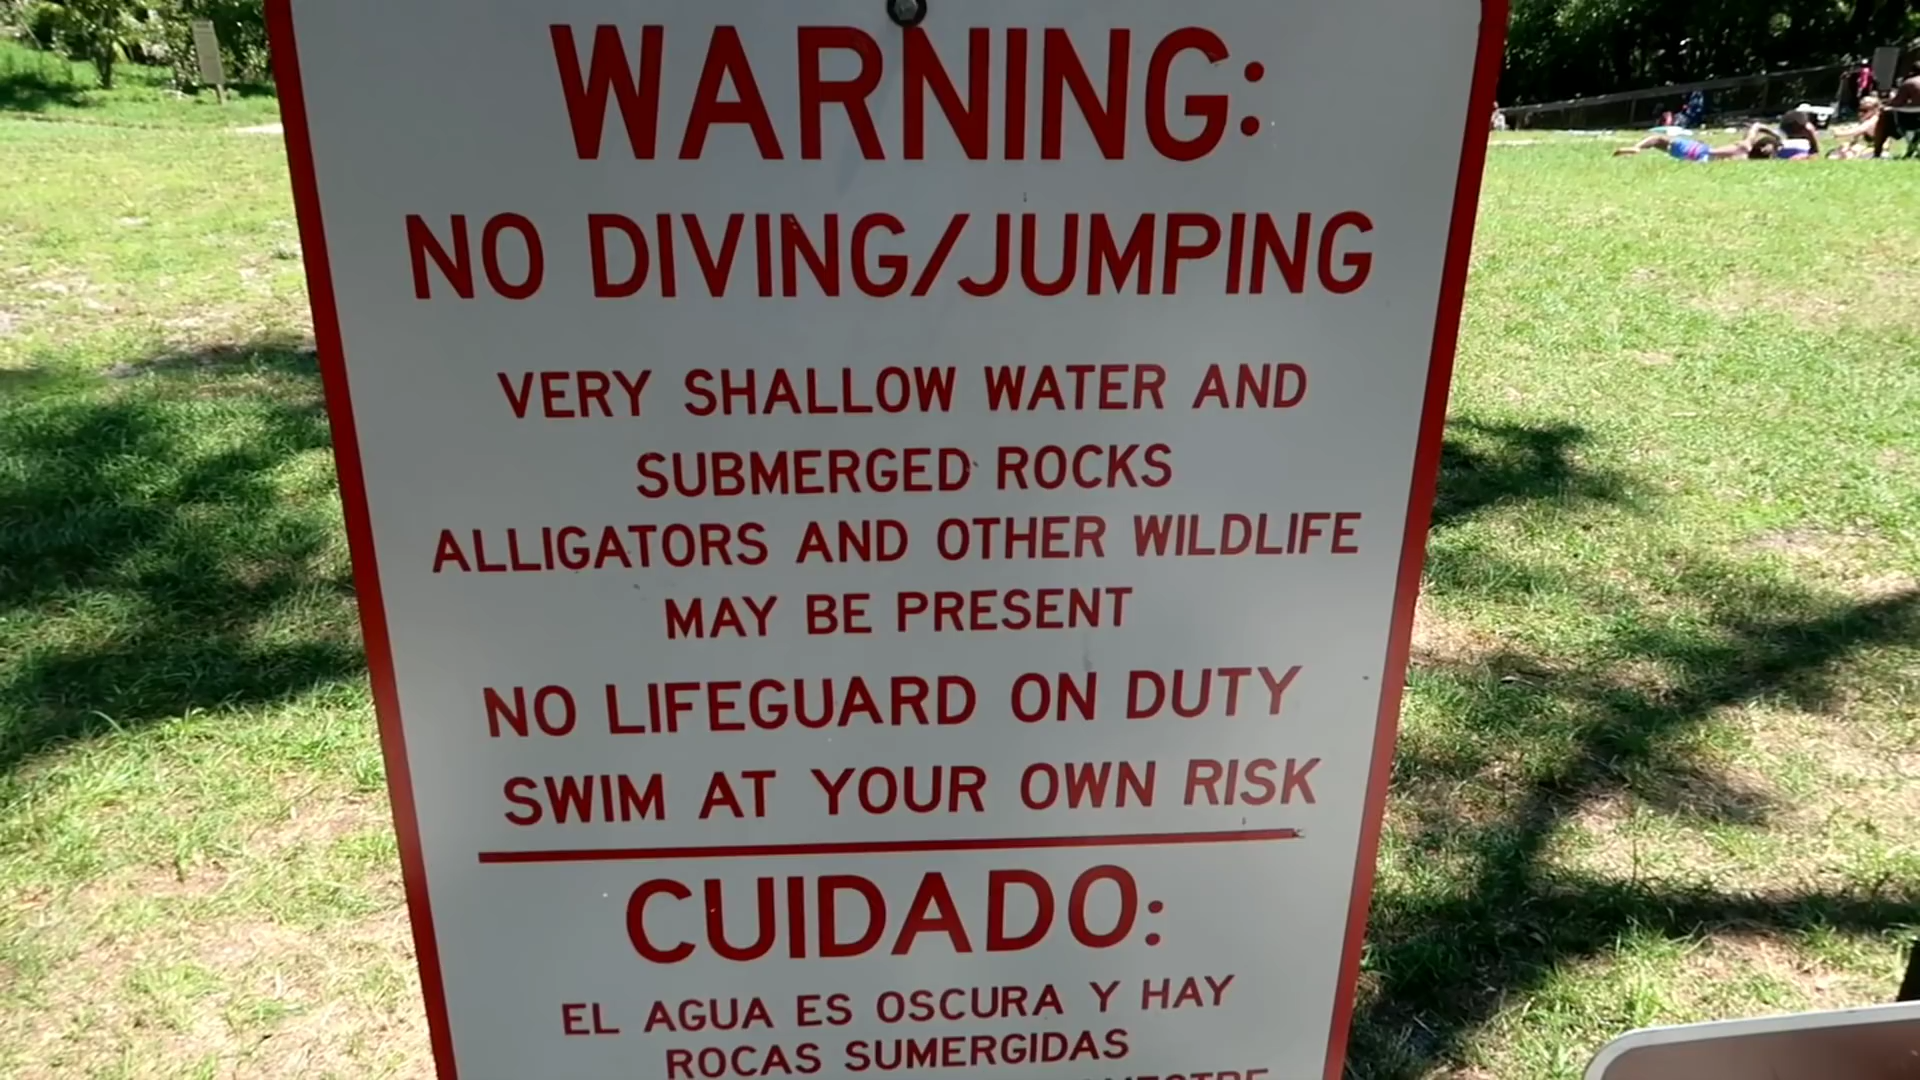 WARNING:
NO DIVING/JUMPING
VERY SHALLOW WATER AND
SUBMERGED ROCKS
ALLIGATORS AND OTHER WILDLIFE
MAY BE PRESENT
NO LIFEGUARD ON DUTY
SWIM AT YOUR OWN RISK
CUIDADO:
EL AGUA ES OSCURA Y HAY
ROCAS SUMERGIDAS